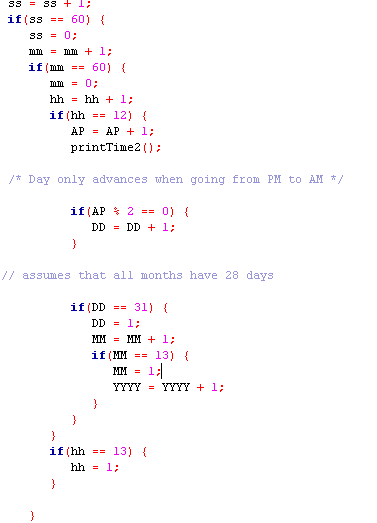 ss = ss + 1;
if(ss == 60) {
ss = 0;
mm = mm + 1;
if(mm == 60) {
mm = 0;
hh = hh + 1;
if(hh == 12) {
AP = AP + 1;
printTime2();
/* Day only advances when going from PM to AM */
if(AP % 2 == 0) {
DD = DD + 1;
}
// assumes that all months have 28 days
if(DD == 31) {
DD = 1;
MM = MM + 1;
if(MM == 13) {
MM = 1;
YYYY = YYYY + 1;
}
}
}
if(hh == 13) {
hh = 1;
}
}